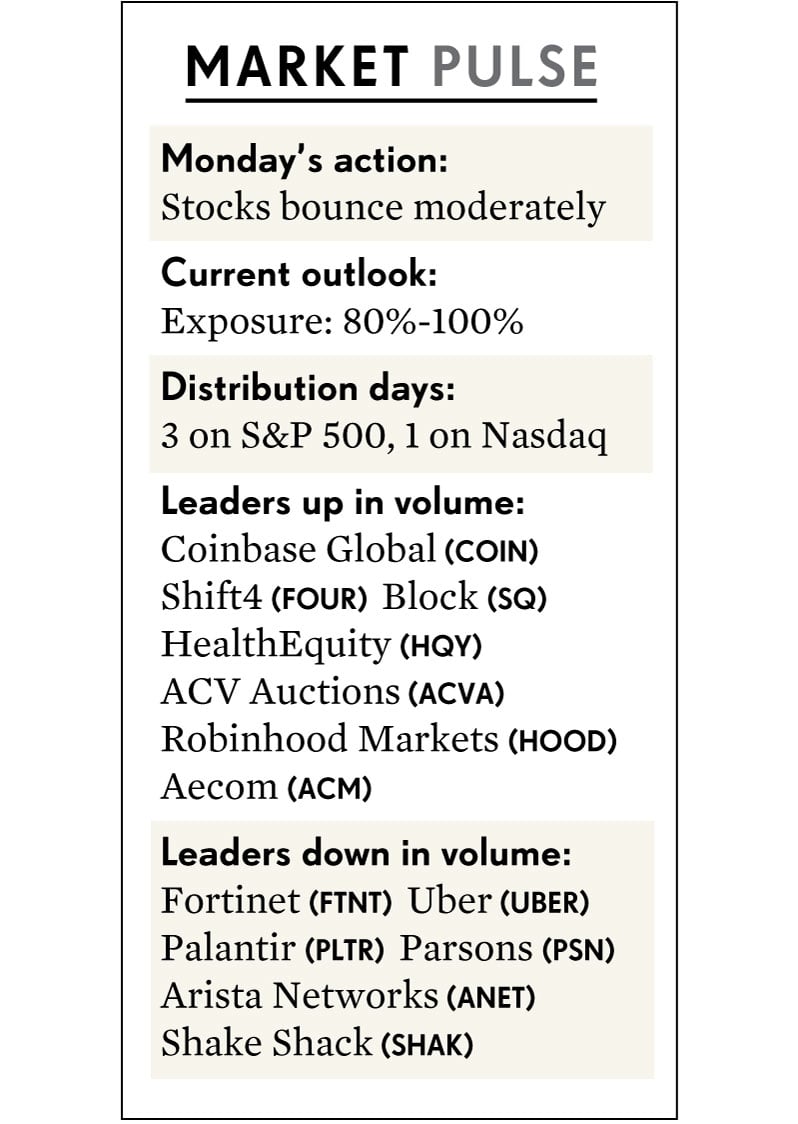 MARKET PULSE
Monday’s action:
Stocks bounce moderately
Current outlook:
Exposure: 80%-100%
Distribution days:
3 on S&P 500, 1 on Nasdaq
Leaders up in volume:
Coinbase Global (COIN)
Shift4 (FOUR) Block (SQ)
HealthEquity (HQY)
ACV Auctions (ACVA)
Robinhood Markets (HOOD)
Aecom (ACM)
Leaders down in volume:
Fortinet (FTNT) Uber (UBER)
Palantir (PLTR) Parsons (PSN)
Arista Networks (ANET)
Shake Shack (SHAK)